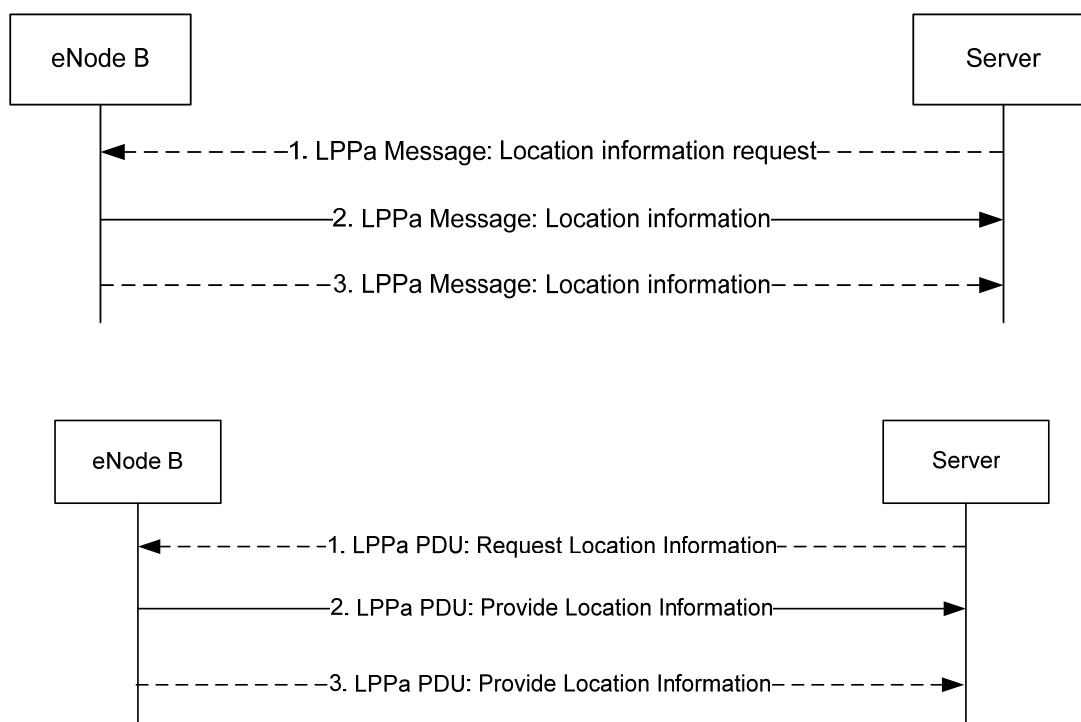 eNode B
Server
1. LPPa Message: Location information request
2. LPPa Message: Location information
3. LPPa Message: Location information
eNode B
Server
1. LPPa PDU: Request Location Information
2. LPPa PDU: Provide Location Information
3. LPPa PDU: Provide Location Information